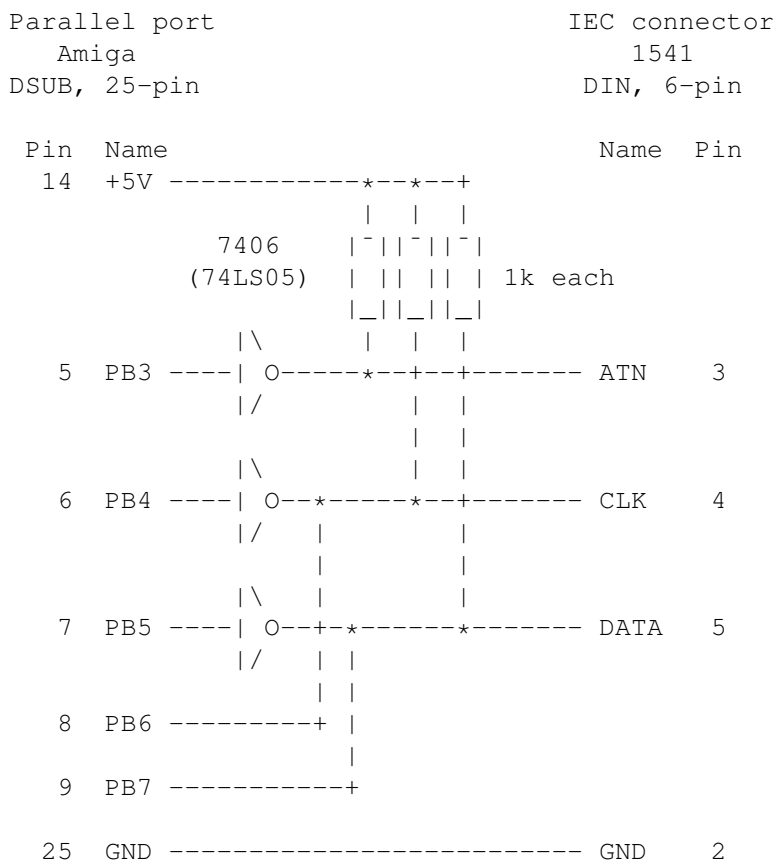 Parallel port                      IEC connector
   Amiga                               1541
DSUB, 25-pin                        DIN, 6-pin
 Pin  Name                           Name  Pin
  14  +5V ------------*--*--+
                      |  |  |
             7406    |¯||¯||¯|
           (74LS05)  | || || | 1k each
                     |_||_||_|
              |\      |  |  |
   5  PB3 ----| O-----*--+--+------- ATN   3
              |/         |  |
                         |  |
              |\         |  |
   6  PB4 ----| O--*-----*--+------- CLK   4
              |/   |        |
                   |        |
              |\   |        |
   7  PB5 ----| O--+-*------*------- DATA  5
              |/   | |
                   | |
   8  PB6 ---------+ |
                     |
   9  PB7 -----------+
  25  GND -------------------------- GND   2